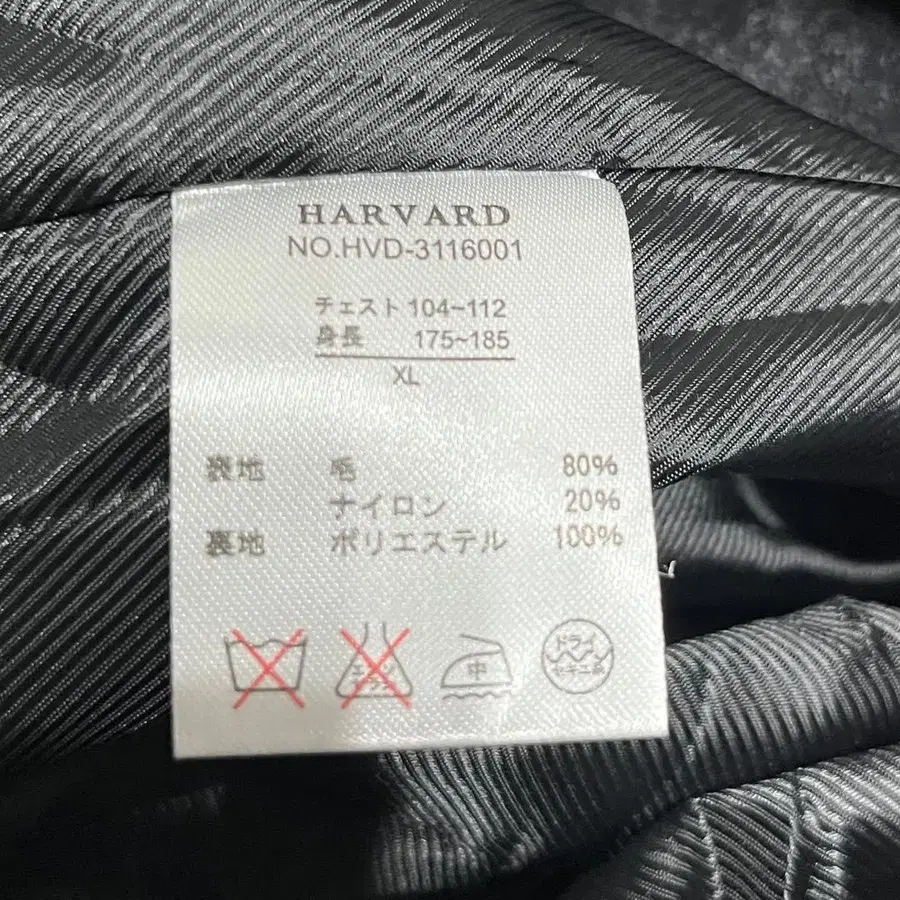 HARVARD
NO.HVD-3116001
チェスト 104~112
身長 175~185
XL
表地 毛 80%
ナイロン 20%
裏地 ポリエステル 100%
中
ドライ